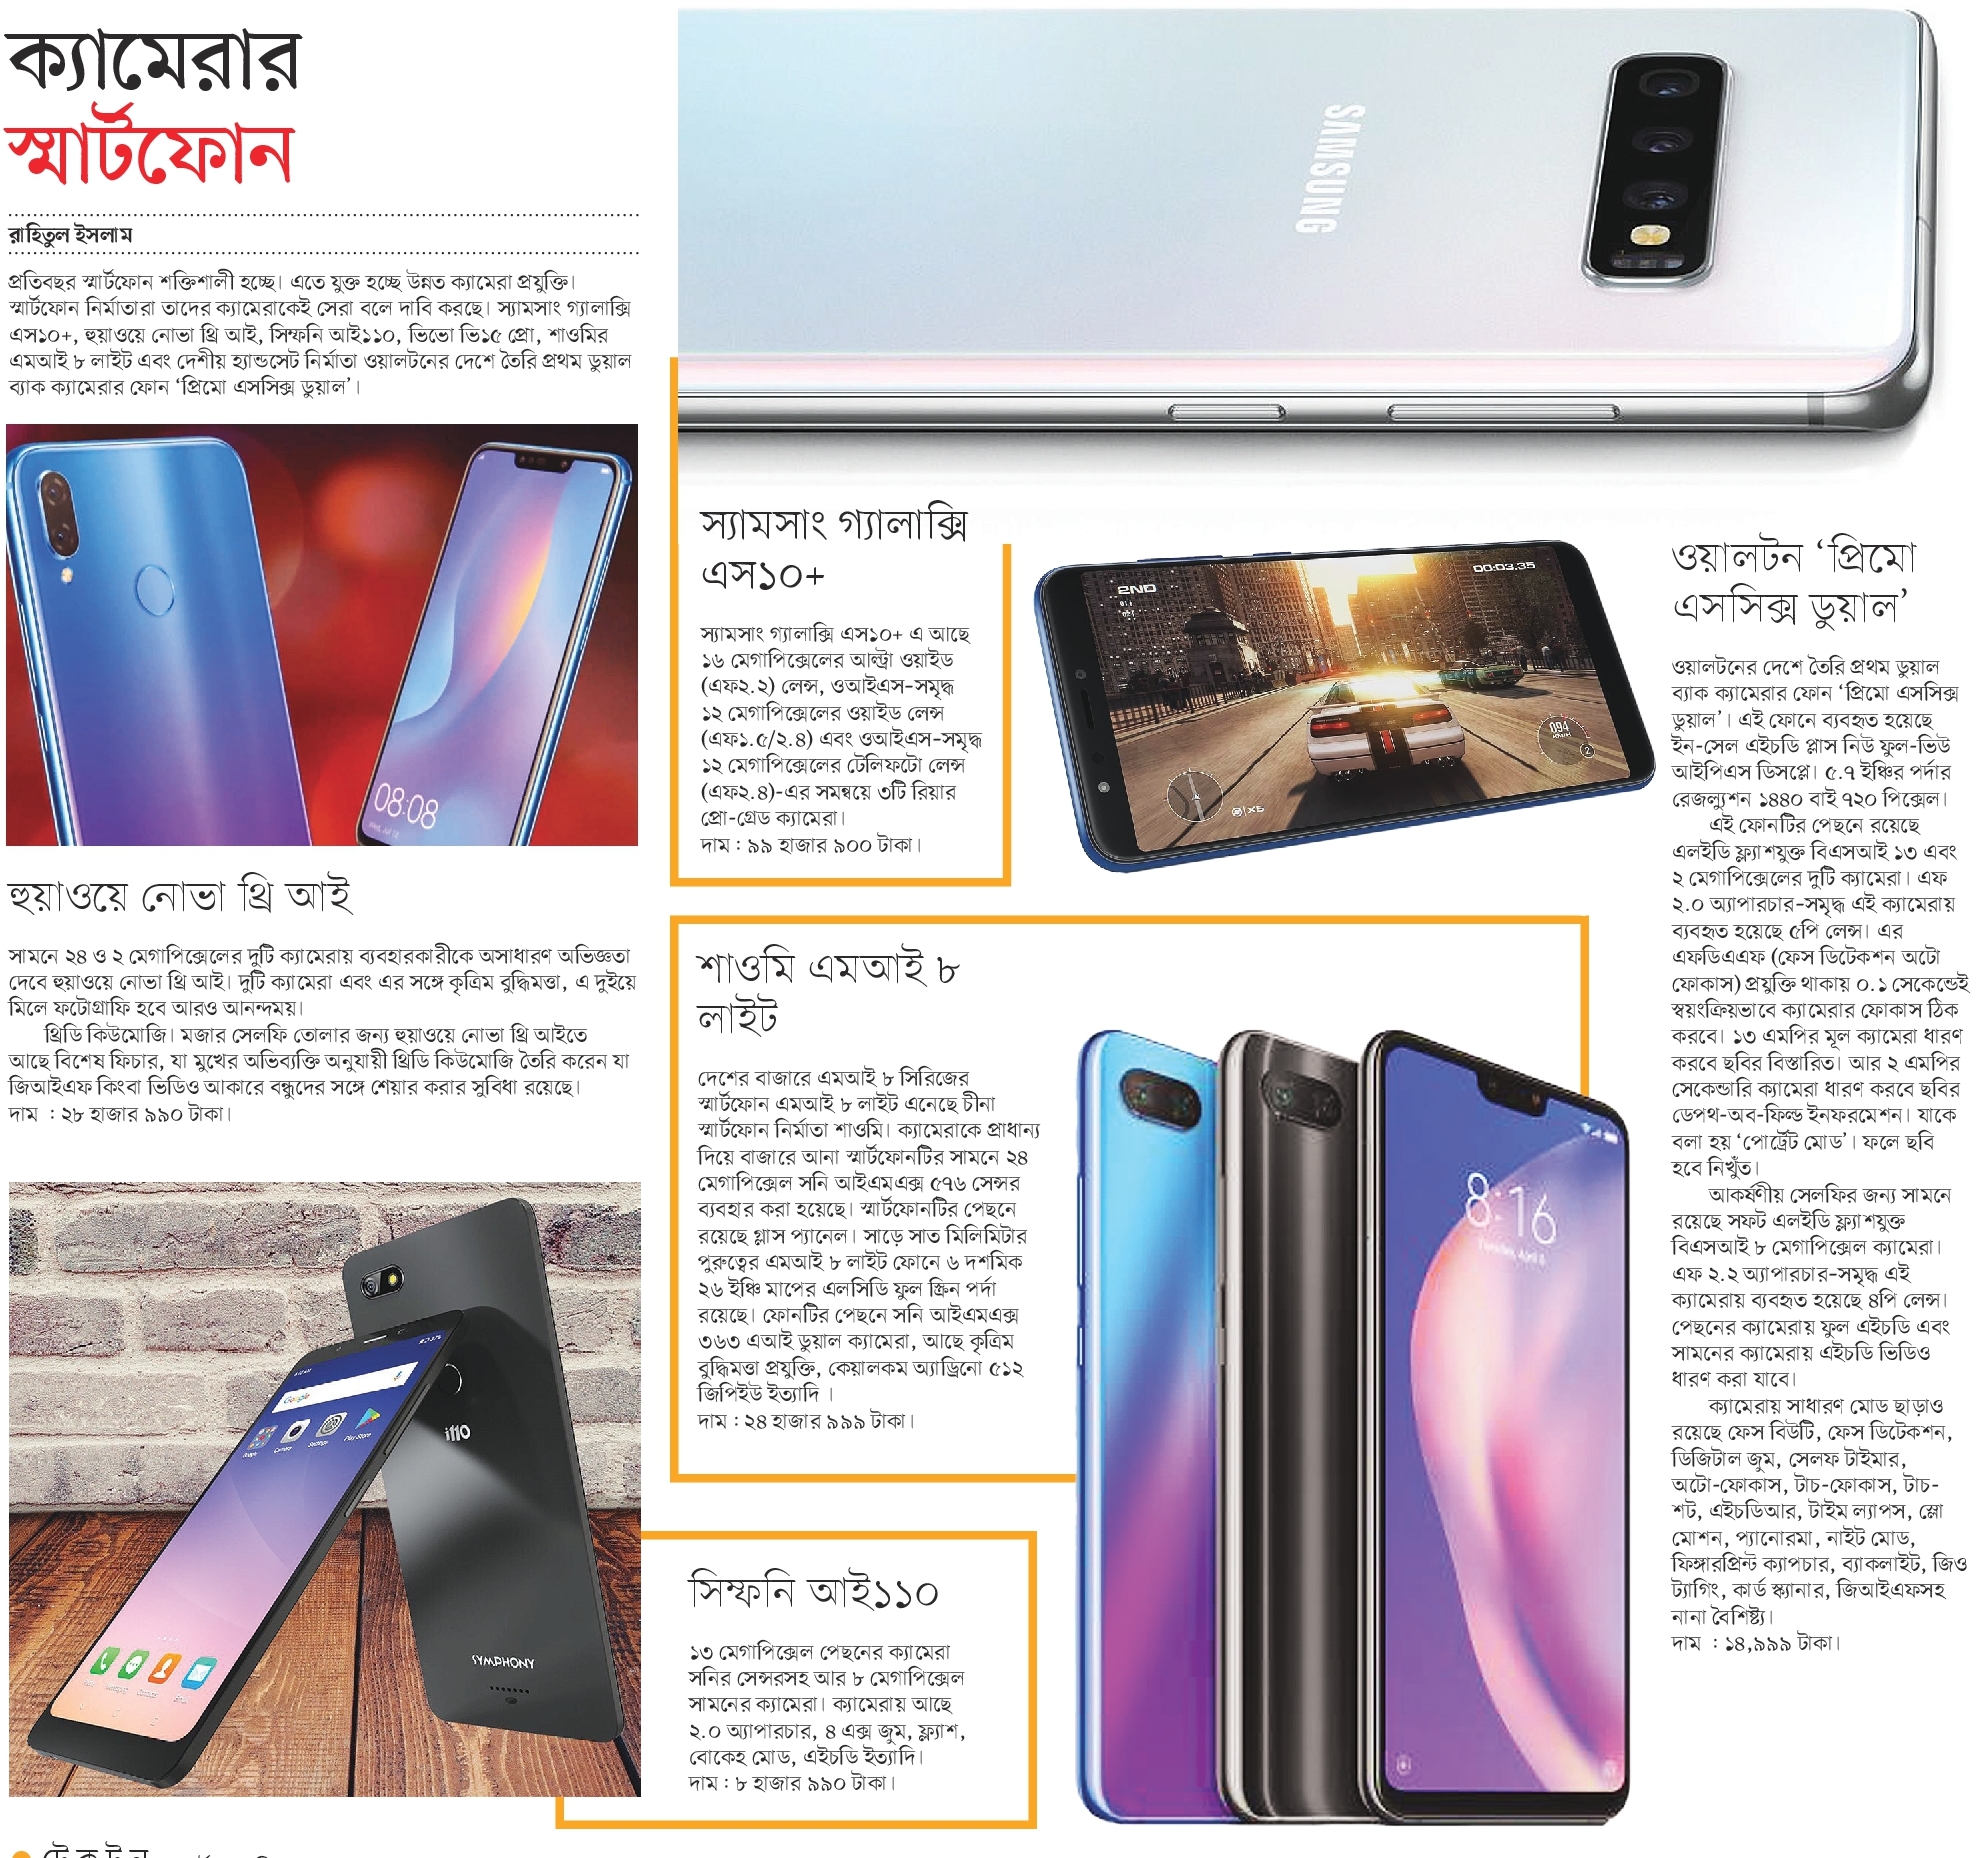 ক্যামেরার
স্মার্টফোন
রাহিতুল ইসলাম
প্রতিবছর স্মার্টফোন শক্তিশালী হচ্ছে। এতে যুক্ত হচ্ছে উন্নত ক্যামেরা প্রযুক্তি।
স্মার্টফোন নির্মাতারা তাদের ক্যামেরাকেই সেরা বলে দাবি করছে। স্যামসাং গ্যালাক্সি
এস১০+, হুয়াওয়ে নোভা থ্রি আই, সিম্ফনি আই১১০, ভিভো ভি১৫ প্রো, শাওমির
এমআই ৮ লাইট এবং দেশীয় হ্যান্ডসেট নির্মাতা ওয়ালটনের দেশে তৈরি প্রথম ডুয়াল
ব্যাক ক্যামেরার ফোন ‘প্রিমো এসসিক্স ডুয়াল’।
08:08
হুয়াওয়ে নোভা থ্রি আই
সামনে ২৪ ও ২ মেগাপিক্সেলের দুটি ক্যামেরায় ব্যবহারকারীকে অসাধারণ অভিজ্ঞতা
দেবে হুয়াওয়ে নোভা থ্রি আই। দুটি ক্যামেরা এবং এর সঙ্গে কৃত্রিম বুদ্ধিমত্তা, এ দুইয়ে
মিলে ফটোগ্রাফি হবে আরও আনন্দময়।
থ্রিডি কিউমোজি। মজার সেলফি তোলার জন্য হুয়াওয়ে নোভা থ্রি আইতে
আছে বিশেষ ফিচার, যা মুখের অভিব্যক্তি অনুযায়ী থ্রিডি কিউমোজি তৈরি করেন যা
জিআইএফ কিংবা ভিডিও আকারে বন্ধুদের সঙ্গে শেয়ার করার সুবিধা রয়েছে।
দাম : ২৮ হাজার ৯৯০ টাকা।
Google
Camera
Settings
Play Store
i110
SYMPHONY
SAMSUNG
স্যামসাং গ্যালাক্সি
এস১০+
স্যামসাং গ্যালাক্সি এস১০+ এ আছে
১৬ মেগাপিক্সেলের আল্ট্রা ওয়াইড
(এফ২.২) লেন্স, ওআইএস-সমৃদ্ধ
১২ মেগাপিক্সেলের ওয়াইড লেন্স
(এফ১.৫/২.৪) এবং ওআইএস-সমৃদ্ধ
১২ মেগাপিক্সেলের টেলিফটো লেন্স
(এফ২.৪)-এর সমন্বয়ে ৩টি রিয়ার
প্রো-গ্রেড ক্যামেরা।
দাম : ৯৯ হাজার ৯০০ টাকা।
2ND
00:03.35
094
2
X5
শাওমি এমআই ৮
লাইট
দেশের বাজারে এমআই ৮ সিরিজের
স্মার্টফোন এমআই ৮ লাইট এনেছে চীনা
স্মার্টফোন নির্মাতা শাওমি। ক্যামেরাকে প্রাধান্য
দিয়ে বাজারে আনা স্মার্টফোনটির সামনে ২৪
মেগাপিক্সেল সনি আইএমএক্স ৫৭৬ সেন্সর
ব্যবহার করা হয়েছে। স্মার্টফোনটির পেছনে
রয়েছে গ্লাস প্যানেল। সাড়ে সাত মিলিমিটার
পুরুত্বের এমআই ৮ লাইট ফোনে ৬ দশমিক
২৬ ইঞ্চি মাপের এলসিডি ফুল স্ক্রিন পর্দা
রয়েছে। ফোনটির পেছনে সনি আইএমএক্স
৩৬৩ এআই ডুয়াল ক্যামেরা, আছে কৃত্রিম
বুদ্ধিমত্তা প্রযুক্তি, কেয়ালকম অ্যাড্রিনো ৫১২
জিপিইউ ইত্যাদি ।
দাম : ২৪ হাজার ৯৯৯ টাকা।
8:16
সিম্ফনি আই১১০
১৩ মেগাপিক্সেল পেছনের ক্যামেরা
সনির সেন্সরসহ আর ৮ মেগাপিক্সেল
সামনের ক্যামেরা। ক্যামেরায় আছে
২.০ অ্যাপারচার, ৪ এক্স জুম, ফ্ল্যাশ,
বোকেহ মোড, এইচডি ইত্যাদি।
দাম : ৮ হাজার ৯৯০ টাকা।
ওয়ালটন ‘প্রিমো
এসসিক্স ডুয়াল’
ওয়ালটনের দেশে তৈরি প্রথম ডুয়াল
ব্যাক ক্যামেরার ফোন ‘প্রিমো এসসিক্স
ডুয়াল’। এই ফোনে ব্যবহৃত হয়েছে
ইন-সেল এইচডি প্লাস নিউ ফুল-ভিউ
আইপিএস ডিসপ্লে। ৫.৭ ইঞ্চির পর্দার
রেজল্যুশন ১৪৪০ বাই ৭২০ পিক্সেল।
এই ফোনটির পেছনে রয়েছে
এলইডি ফ্ল্যাশযুক্ত বিএসআই ১৩ এবং
২ মেগাপিক্সেলের দুটি ক্যামেরা। এফ
২.০ অ্যাপারচার-সমৃদ্ধ এই ক্যামেরায়
ব্যবহৃত হয়েছে ৫পি লেন্স। এর
এফডিএএফ (ফেস ডিটেকশন অটো
ফোকাস) প্রযুক্তি থাকায় ০.১ সেকেন্ডেই
স্বয়ংক্রিয়ভাবে ক্যামেরার ফোকাস ঠিক
করবে। ১৩ এমপির মূল ক্যামেরা ধারণ
করবে ছবির বিস্তারিত। আর ২ এমপির
সেকেন্ডারি ক্যামেরা ধারণ করবে ছবির
ডেপথ-অব-ফিল্ড ইনফরমেশন। যাকে
বলা হয় ‘পোর্ট্রেট মোড’। ফলে ছবি
হবে নিখুঁত।
আকর্ষণীয় সেলফির জন্য সামনে
রয়েছে সফট এলইডি ফ্ল্যাশযুক্ত
বিএসআই ৮ মেগাপিক্সেল ক্যামেরা।
এফ ২.২ অ্যাপারচার-সমৃদ্ধ এই
ক্যামেরায় ব্যবহৃত হয়েছে ৪পি লেন্স।
পেছনের ক্যামেরায় ফুল এইচডি এবং
সামনের ক্যামেরায় এইচডি ভিডিও
ধারণ করা যাবে।
ক্যামেরায় সাধারণ মোড ছাড়াও
রয়েছে ফেস বিউটি, ফেস ডিটেকশন,
ডিজিটাল জুম, সেলফ টাইমার,
অটো-ফোকাস, টাচ-ফোকাস, টাচ-
শট, এইচডিআর, টাইম ল্যাপস, স্লো
মোশন, প্যানোরমা, নাইট মোড,
ফিঙ্গারপ্রিন্ট ক্যাপচার, ব্যাকলাইট, জিও
ট্যাগিং, কার্ড স্ক্যানার, জিআইএফসহ
নানা বৈশিষ্ট্য।
দাম : ১৪,৯৯৯ টাকা।